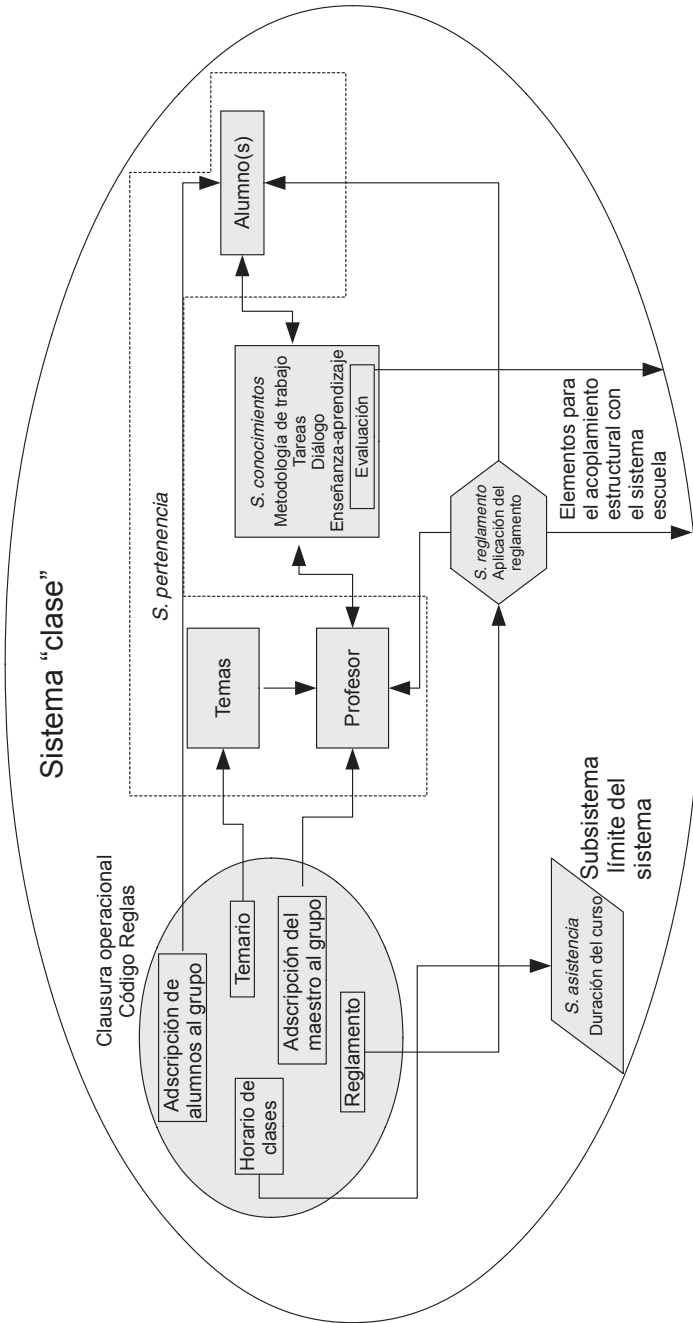 Sistema “clase”
Clausura operacional
Código Reglas
Adscripción de
alumnos al grupo
Temario
Horario de
clases
Adscripción del
maestro al grupo
Reglamento
S. pertenencia
Temas
Profesor
S. conocimientos
Metodología de trabajo
Tareas
Diálogo
Enseñanza-aprendizaje
Evaluación
Alumno(s)
S. reglamento
Aplicación del
reglamento
Elementos para
el acoplamiento
estructural con
el sistema
escuela
S. asistencia
Duración del curso
Subsistema
límite del
sistema